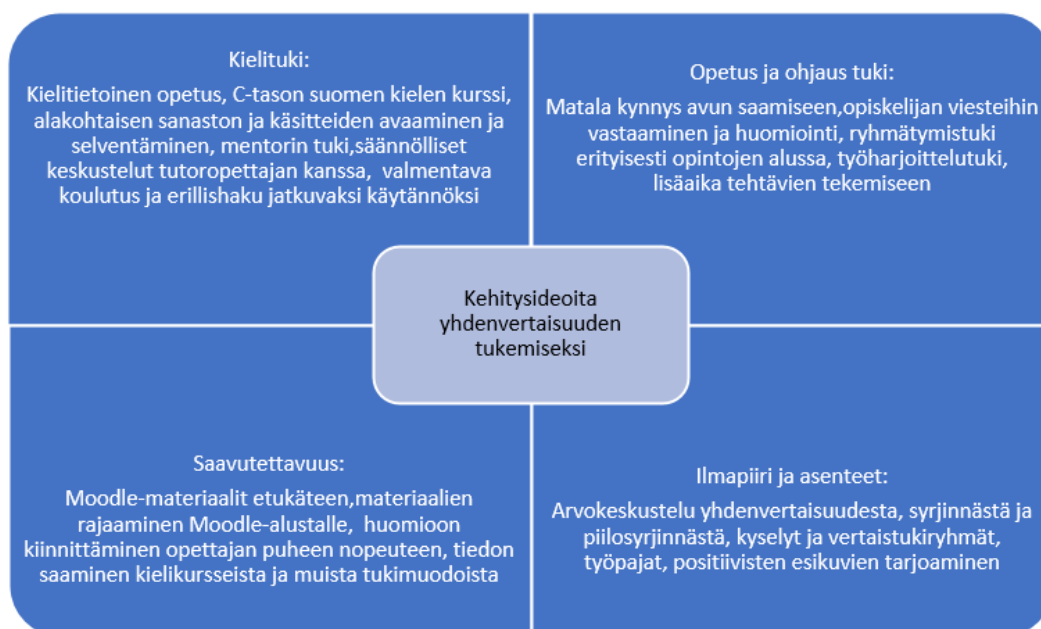 Kielituki:
Kielitietoinen opetus, C-tason suomen kielen kurssi,
alakohtaisen sanaston ja käsitteiden avaaminen ja
selventäminen, mentorin tuki,säännölliset
keskustelut tutoropettajan kanssa, valmentava
koulutus ja erillishaku jatkuvaksi käytännöksi
Opetus ja ohjaus tuki:
Matala kynnys avun saamiseen,opiskelijan viesteihin
vastaaminen ja huomiointi, ryhmätymistuki
erityisesti opintojen alussa, työharjoittelutuki,
lisäaika tehtävien tekemiseen
Kehitysideoita
yhdenvertaisuuden
tukemiseksi
Saavutettavuus:
Moodle-materiaalit etukäteen,materiaalien
rajaaminen Moodle-alustalle, huomioon
kiinnittäminen opettajan puheen nopeuteen, tiedon
saaminen kielikursseista ja muista tukimuodoista
Ilmapiiri ja asenteet:
Arvokeskustelu yhdenvertaisuudesta, syrjinnästä ja
piilosyrjinnästä, kyselyt ja vertaistukiryhmät,
työpajat, positiivisten esikuvien tarjoaminen